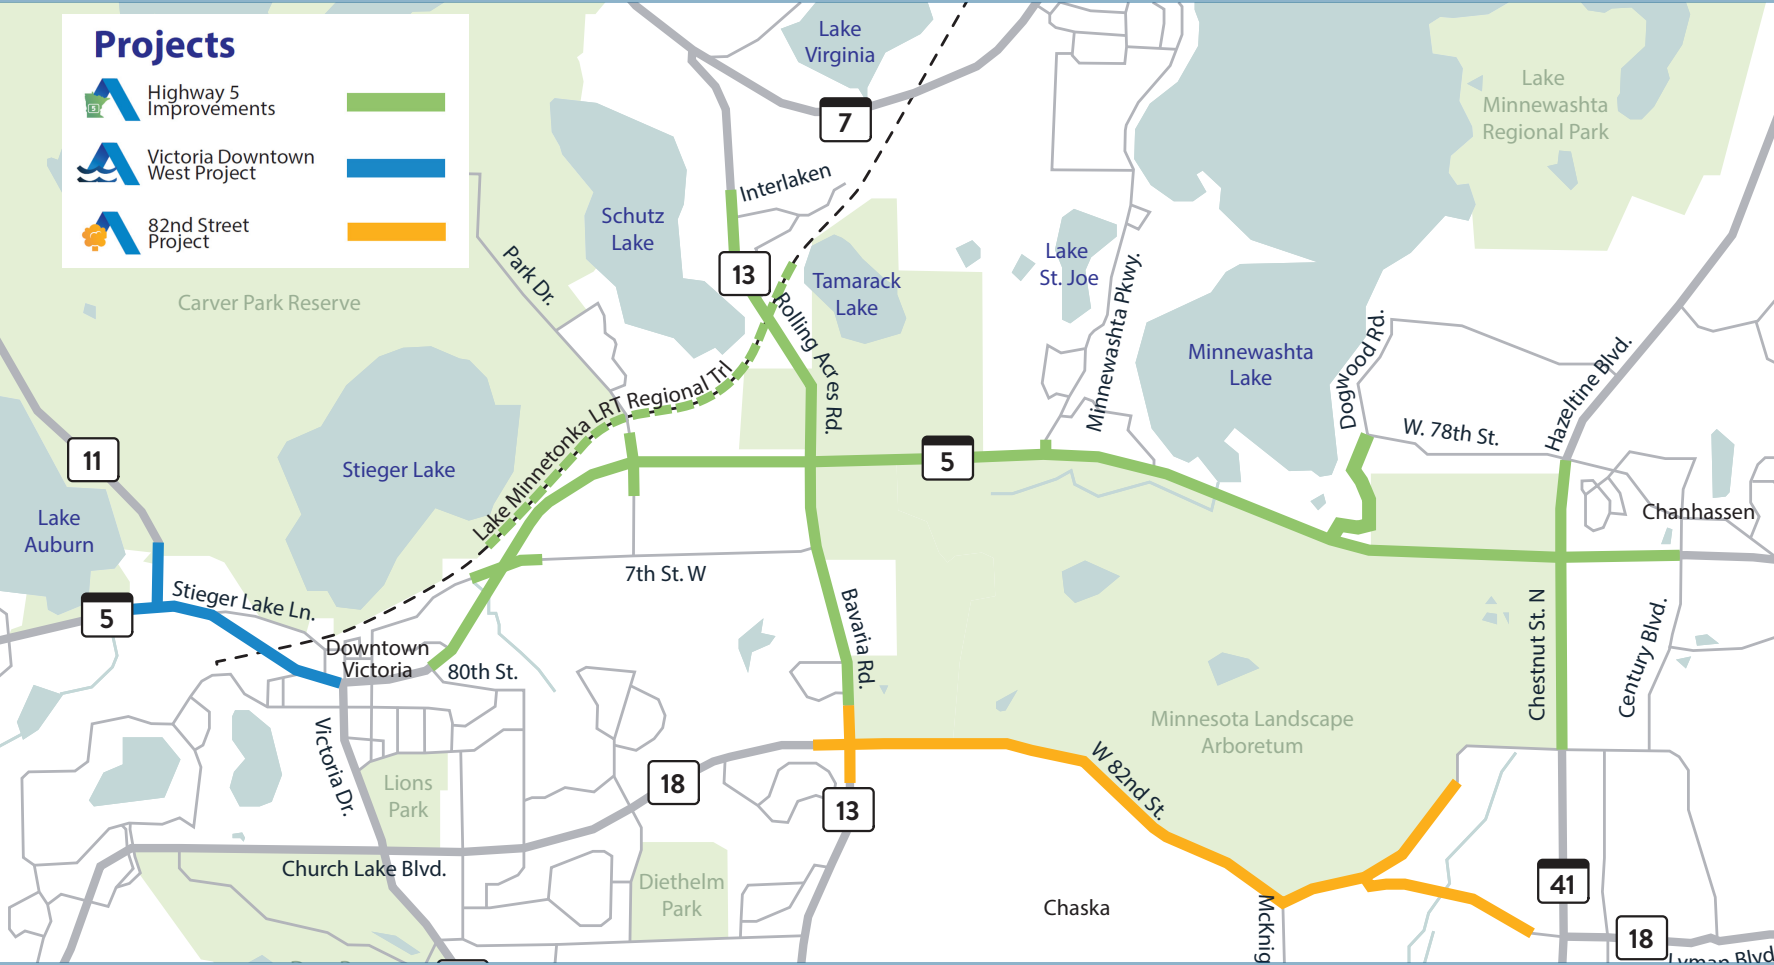 Projects
Highway 5
Improvements
Victoria Downtown
West Project
82nd Street
Project
5
Lake
Virginia
7
Lake
Minnewashta
Regional Park
Interlaken
Schutz
Lake
13
Park Dr.
Tamarack
Lake
Lake
St. Joe
Minnewashta Pkwy.
Carver Park Reserve
Rolling Acres Rd.
Minnewashta
Lake
Dogwood Rd.
Hazeltine Blvd.
Lake Minnetonka LRT Regional Trl
W. 78th St.
11
Stieger Lake
5
Lake
Auburn
Chanhassen
7th St. W
Stieger Lake Ln.
5
Bavaria Rd.
Chestnut St. N
Century Blvd.
Downtown
Victoria
80th St.
Minnesota Landscape
Arboretum
Victoria Dr.
W 82nd St.
Lions
Park
18
13
Church Lake Blvd.
Diethelm
Park
41
Chaska
McKnig
18
Lyman Blvd